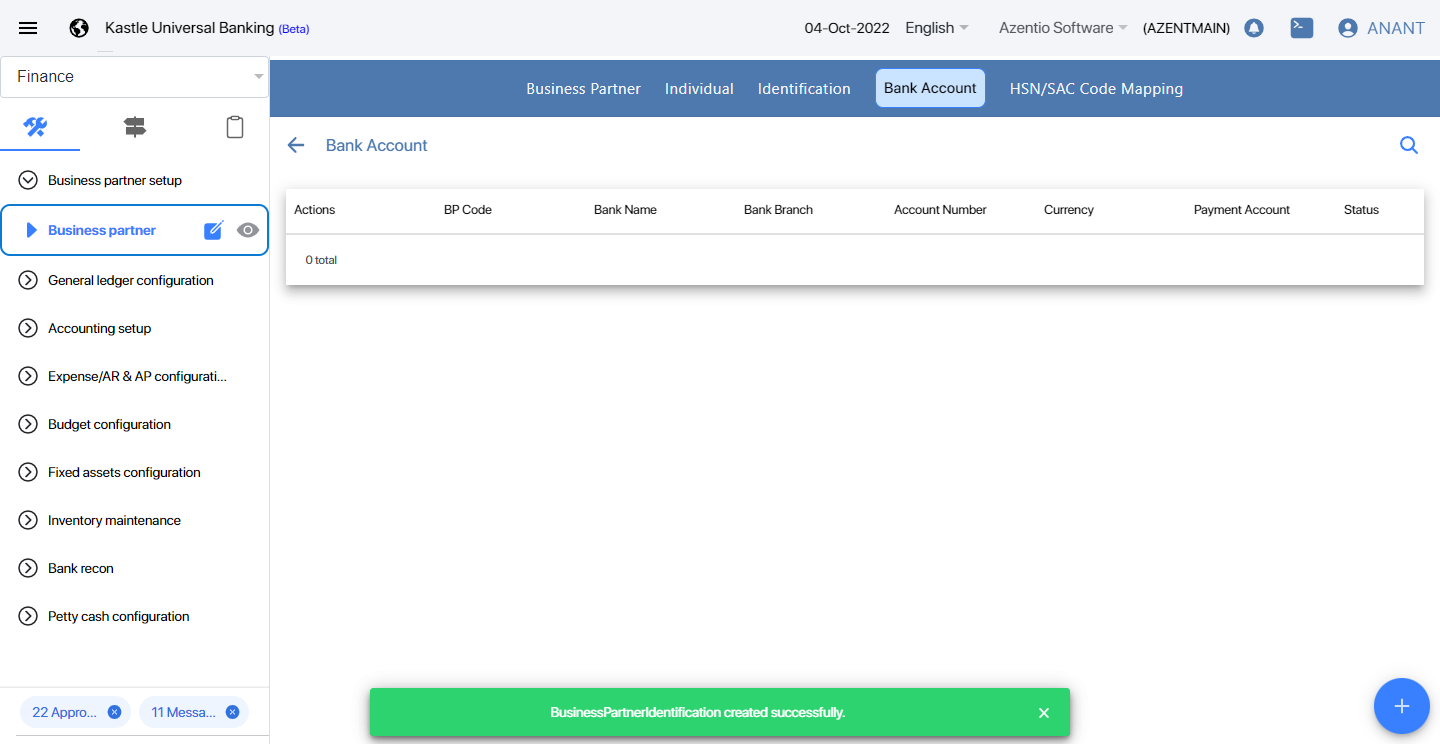 Kastle Universal Banking (Beta)
04-Oct-2022 English Azentio Software (AZENTMAIN) ANANT
Finance
Business Partner Individual Identification Bank Account HSN/SAC Code Mapping
Bank Account
Business partner setup
Business partner
General ledger configuration
Accounting setup
Expense/AR & AP configurati...
Budget configuration
Fixed assets configuration
Inventory maintenance
Bank recon
Petty cash configuration
22 Appro... 11 Messa...
Actions BP Code Bank Name Bank Branch Account Number Currency Payment Account Status
0 total
BusinessPartnerIdentification created successfully.